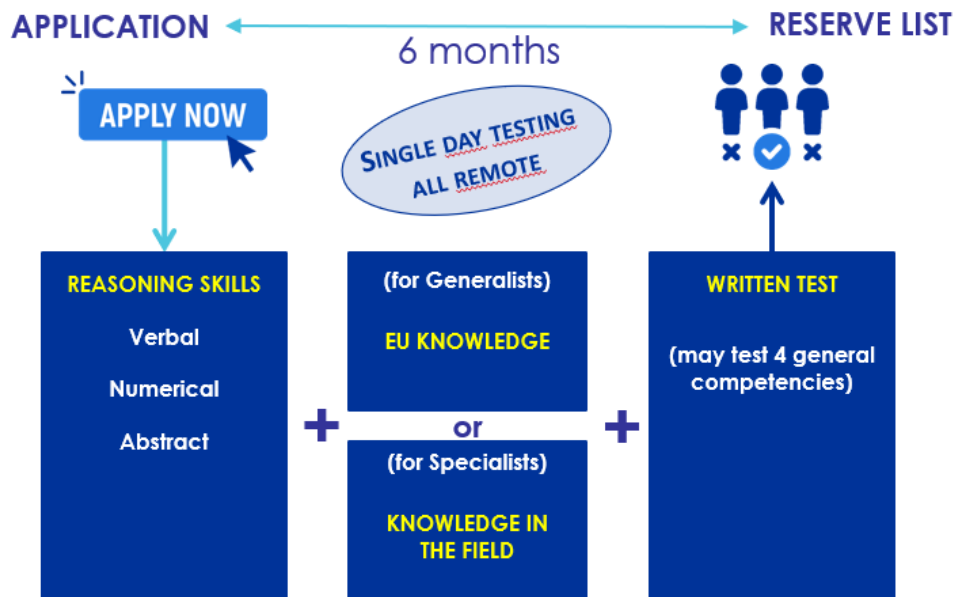 APPLICATION
6 months
RESERVE LIST
APPLY NOW
SINGLE DAY TESTING
ALL REMOTE
REASONING SKILLS
Verbal
Numerical
Abstract
+
(for Generalists)
EU KNOWLEDGE
or
(for Specialists)
KNOWLEDGE IN
THE FIELD
+
WRITTEN TEST
(may test 4 general
competencies)